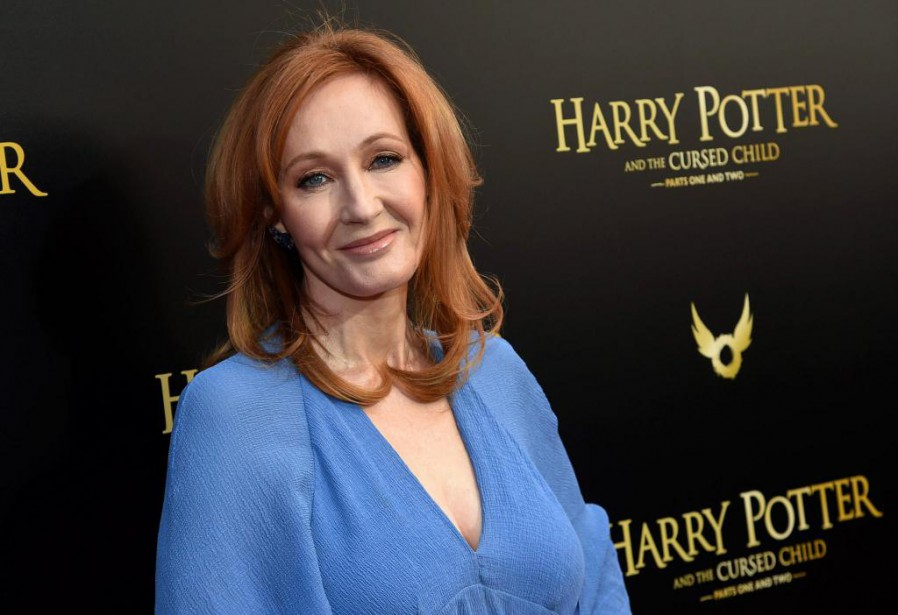 R
HARRY POTTER
AND THE CURSED CHILD
PARTS ONE AND TWO
HA
HARRY POTTER
AND THE CURSED CHILD
PARTS ONE AND TWO